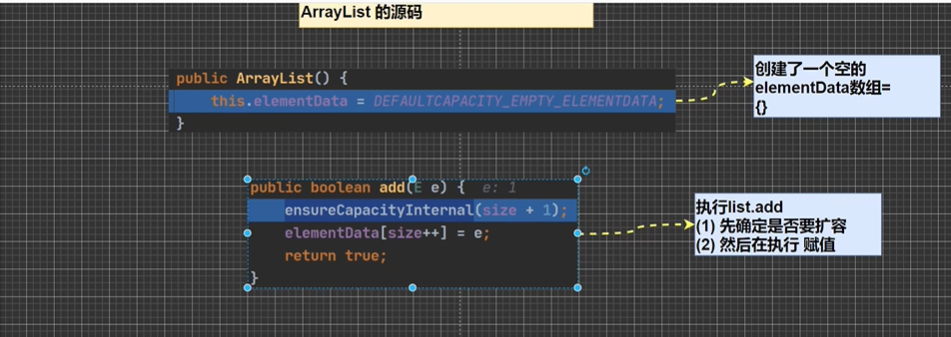 ArrayList 的源码
public ArrayList() {
this.elementData = DEFAULTCAPACITY_EMPTY_ELEMENTDATA;
}
创建了一个空的
elementData数组=
{}
public boolean add(E e) { e: 1
ensureCapacityInternal(size + 1);
elementData[size++] = e;
return true;
}
执行list.add
(1) 先确定是否要扩容
(2) 然后在执行 赋值